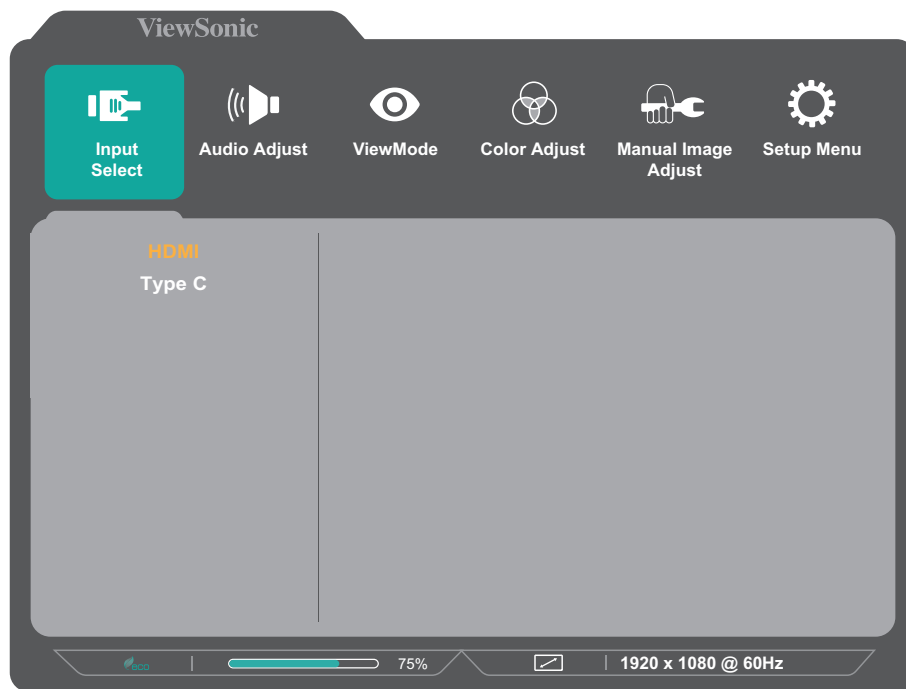 ViewSonic
Input
Select
Audio Adjust
ViewMode
Color Adjust
Manual Image
Adjust
Setup Menu
HDMI
Type C
eco
75%
1920 x 1080 @ 60Hz